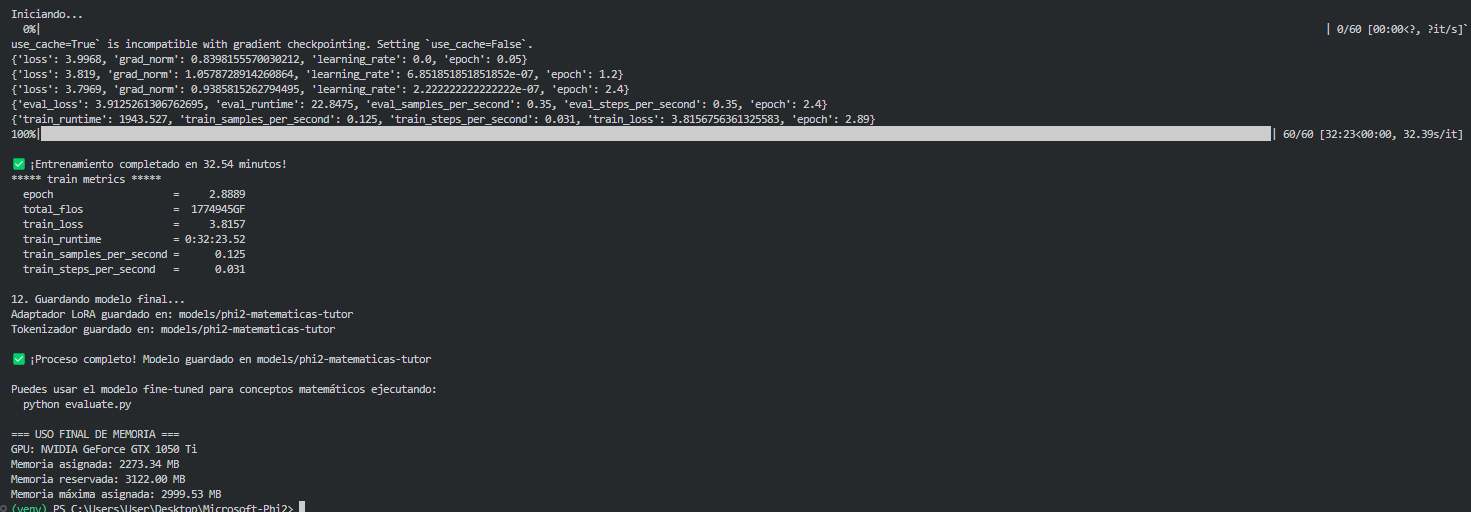 Iniciando...
0%| | 0/60 [00:00<?, ?it/s]`
use_cache=True` is incompatible with gradient checkpointing. Setting `use_cache=False`.
{'loss': 3.9968, 'grad_norm': 0.8398155570030212, 'learning_rate': 0.0, 'epoch': 0.05}
{'loss': 3.819, 'grad_norm': 1.0578728914260864, 'learning_rate': 6.851851851851852e-07, 'epoch': 1.2}
{'loss': 3.7969, 'grad_norm': 0.9385815262794495, 'learning_rate': 2.222222222222222e-07, 'epoch': 2.4}
{'eval_loss': 3.9125261306762695, 'eval_runtime': 22.8475, 'eval_samples_per_second': 0.35, 'eval_steps_per_second': 0.35, 'epoch': 2.4}
{'train_runtime': 1943.527, 'train_samples_per_second': 0.125, 'train_steps_per_second': 0.031, 'train_loss': 3.8156756361325583, 'epoch': 2.89}
100%| | 60/60 [32:23<00:00, 32.39s/it]
✅ ¡Entrenamiento completado en 32.54 minutos!
***** train metrics *****
epoch = 2.8889
total_flos = 1774945GF
train_loss = 3.8157
train_runtime = 0:32:23.52
train_samples_per_second = 0.125
train_steps_per_second = 0.031
12. Guardando modelo final...
Adaptador LoRA guardado en: models/phi2-matematicas-tutor
Tokenizador guardado en: models/phi2-matematicas-tutor
✅ ¡Proceso completo! Modelo guardado en models/phi2-matematicas-tutor
Puedes usar el modelo fine-tuned para conceptos matemáticos ejecutando:
python evaluate.py
=== USO FINAL DE MEMORIA ===
GPU: NVIDIA GeForce GTX 1050 Ti
Memoria asignada: 2273.34 MB
Memoria reservada: 3122.00 MB
Memoria máxima asignada: 2999.53 MB
(venv) PS C:\Users\User\Desktop\Microsoft-Phi2>